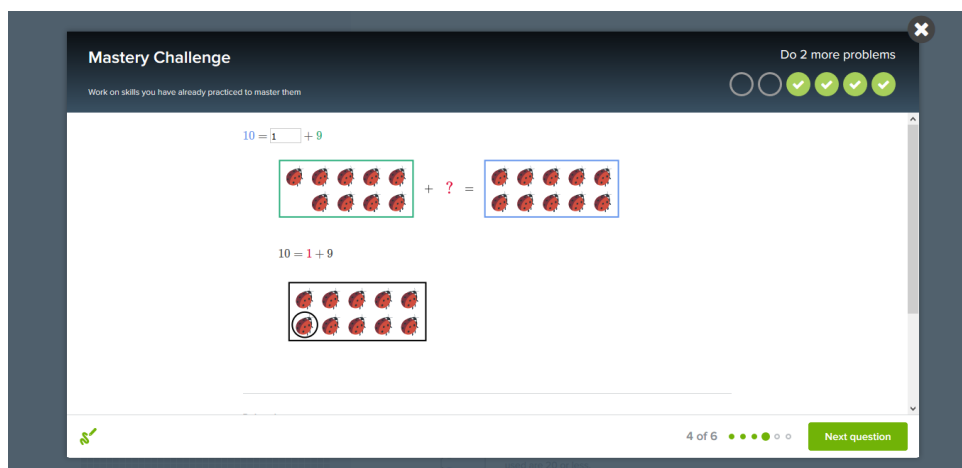 Mastery Challenge
Do 2 more problems
Work on skills you have already practiced to master them
10 = 1 + 9
+ ? =
10 = 1 + 9
4 of 6
Next question